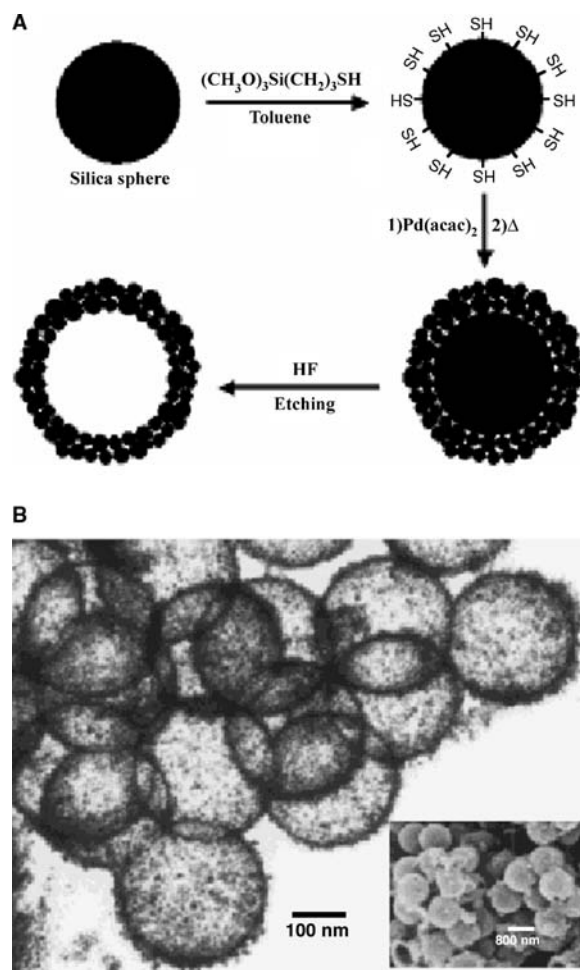 A
(CH3O)3Si(CH2)3SH
Toluene
Silica sphere
SH
SH
SH
SH
SH
HS
SH
SH
SH
SH
SH
SH
1)Pd(acac)2 2)Δ
HF
Etching
B
100 nm
800 nm